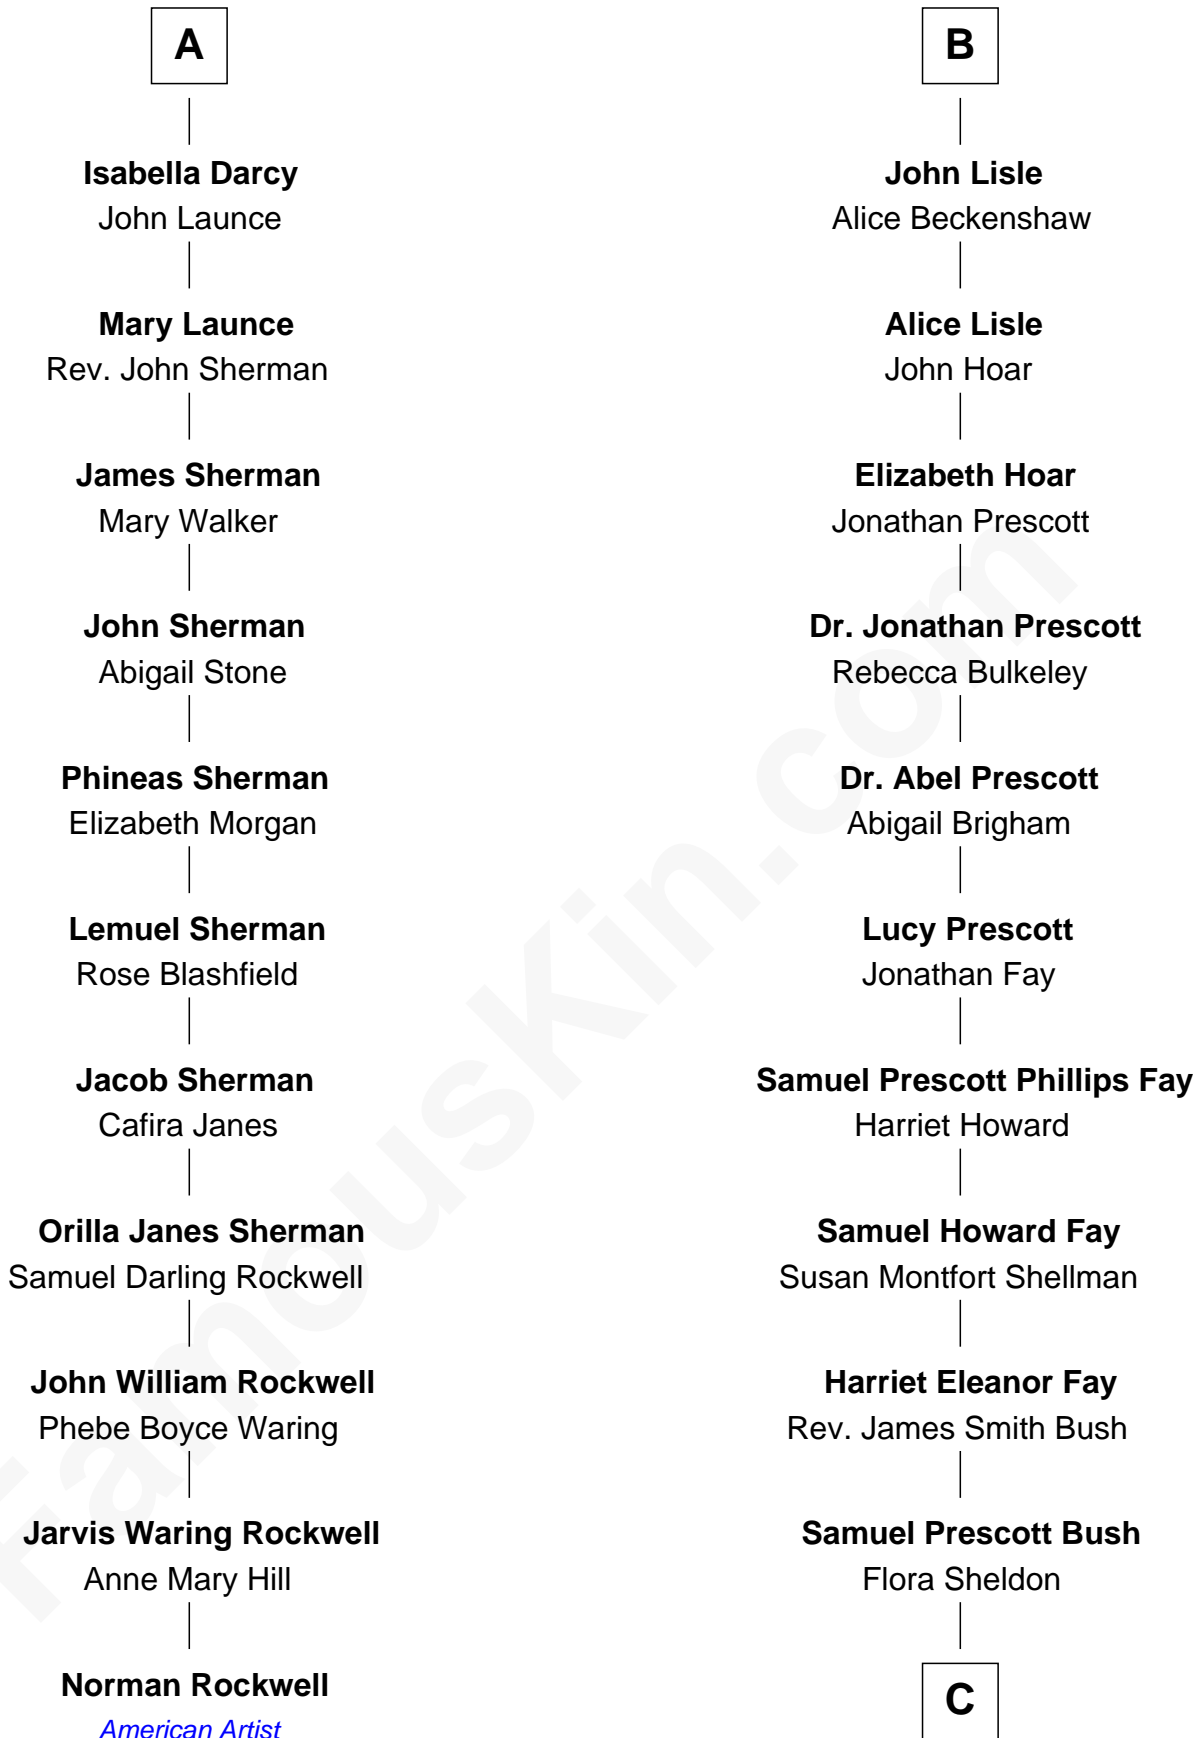 A
Isabella Darcy
John Launce
Mary Launce
Rev. John Sherman
James Sherman
Mary Walker
John Sherman
Abigail Stone
Phineas Sherman
Elizabeth Morgan
Lemuel Sherman
Rose Blashfield
Jacob Sherman
Cafira Janes
Orilla Janes Sherman
Samuel Darling Rockwell
John William Rockwell
Phebe Boyce Waring
Jarvis Waring Rockwell
Anne Mary Hill
Norman Rockwell
American Artist
B
John Lisle
Alice Beckenshaw
Alice Lisle
John Hoar
Elizabeth Hoar
Jonathan Prescott
Dr. Jonathan Prescott
Rebecca Bulkeley
Dr. Abel Prescott
Abigail Brigham
Lucy Prescott
Jonathan Fay
Samuel Prescott Phillips Fay
Harriet Howard
Samuel Howard Fay
Susan Montfort Shellman
Harriet Eleanor Fay
Rev. James Smith Bush
Samuel Prescott Bush
Flora Sheldon
C
FamousKin.com